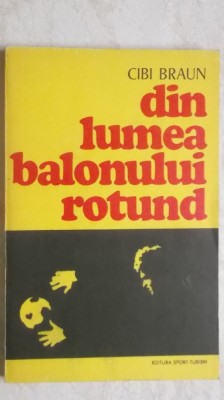 CIBI BRAUN
din
lumea
balonului
rotund
EDITURA SPORT-TURISM